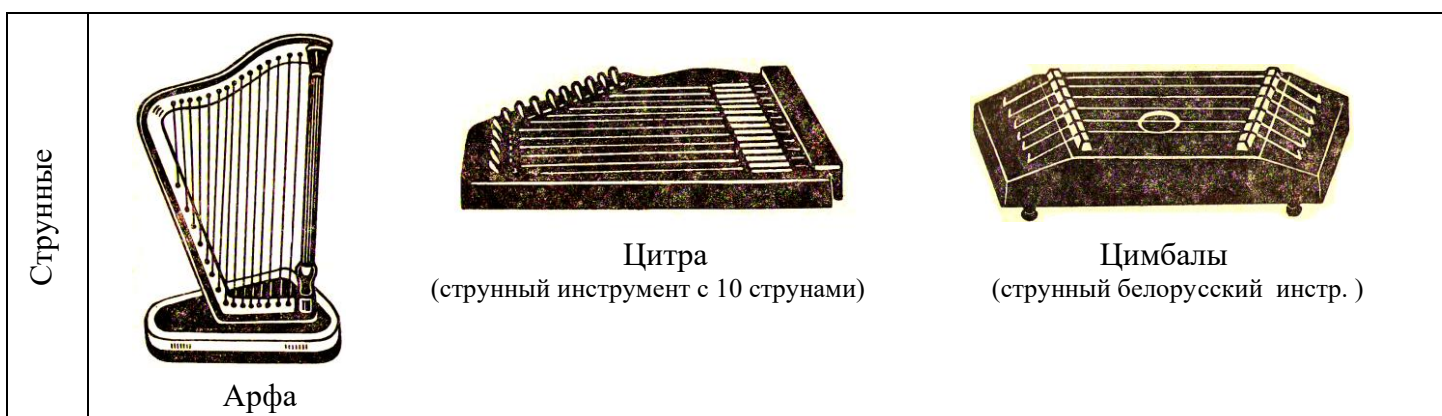 Струнные
Арфа
Цитра
(струнный инструмент с 10 струнами)
Цимбалы
(струнный белорусский инстр. )